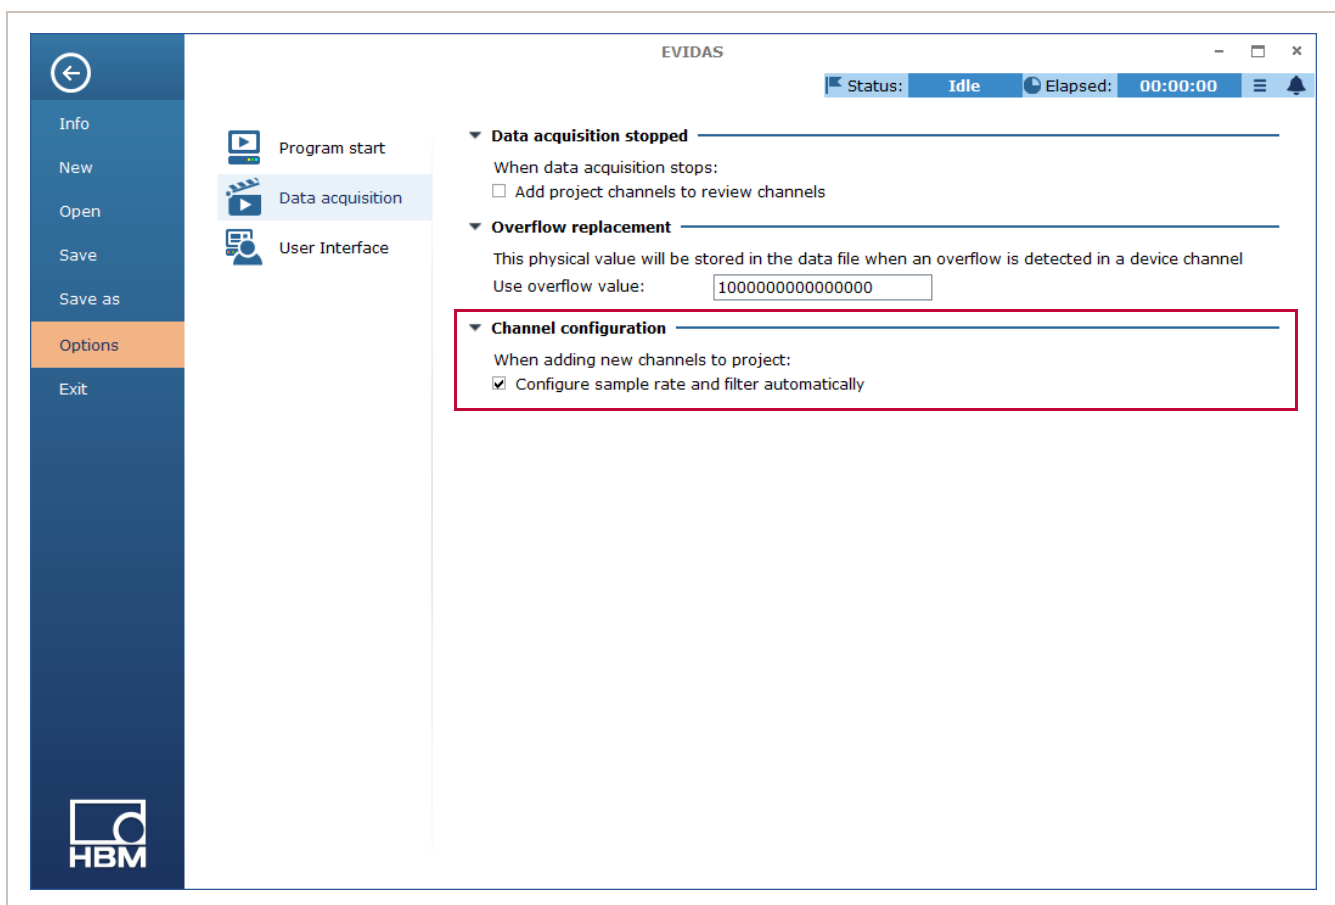 EVIDAS
Status: Idle Elapsed: 00:00:00
Info
New
Open
Save
Save as
Options
Exit
HBM
Program start
Data acquisition
User Interface
Data acquisition stopped
When data acquisition stops:
Add project channels to review channels
Overflow replacement
This physical value will be stored in the data file when an overflow is detected in a device channel
Use overflow value: 1000000000000000
Channel configuration
When adding new channels to project:
Configure sample rate and filter automatically